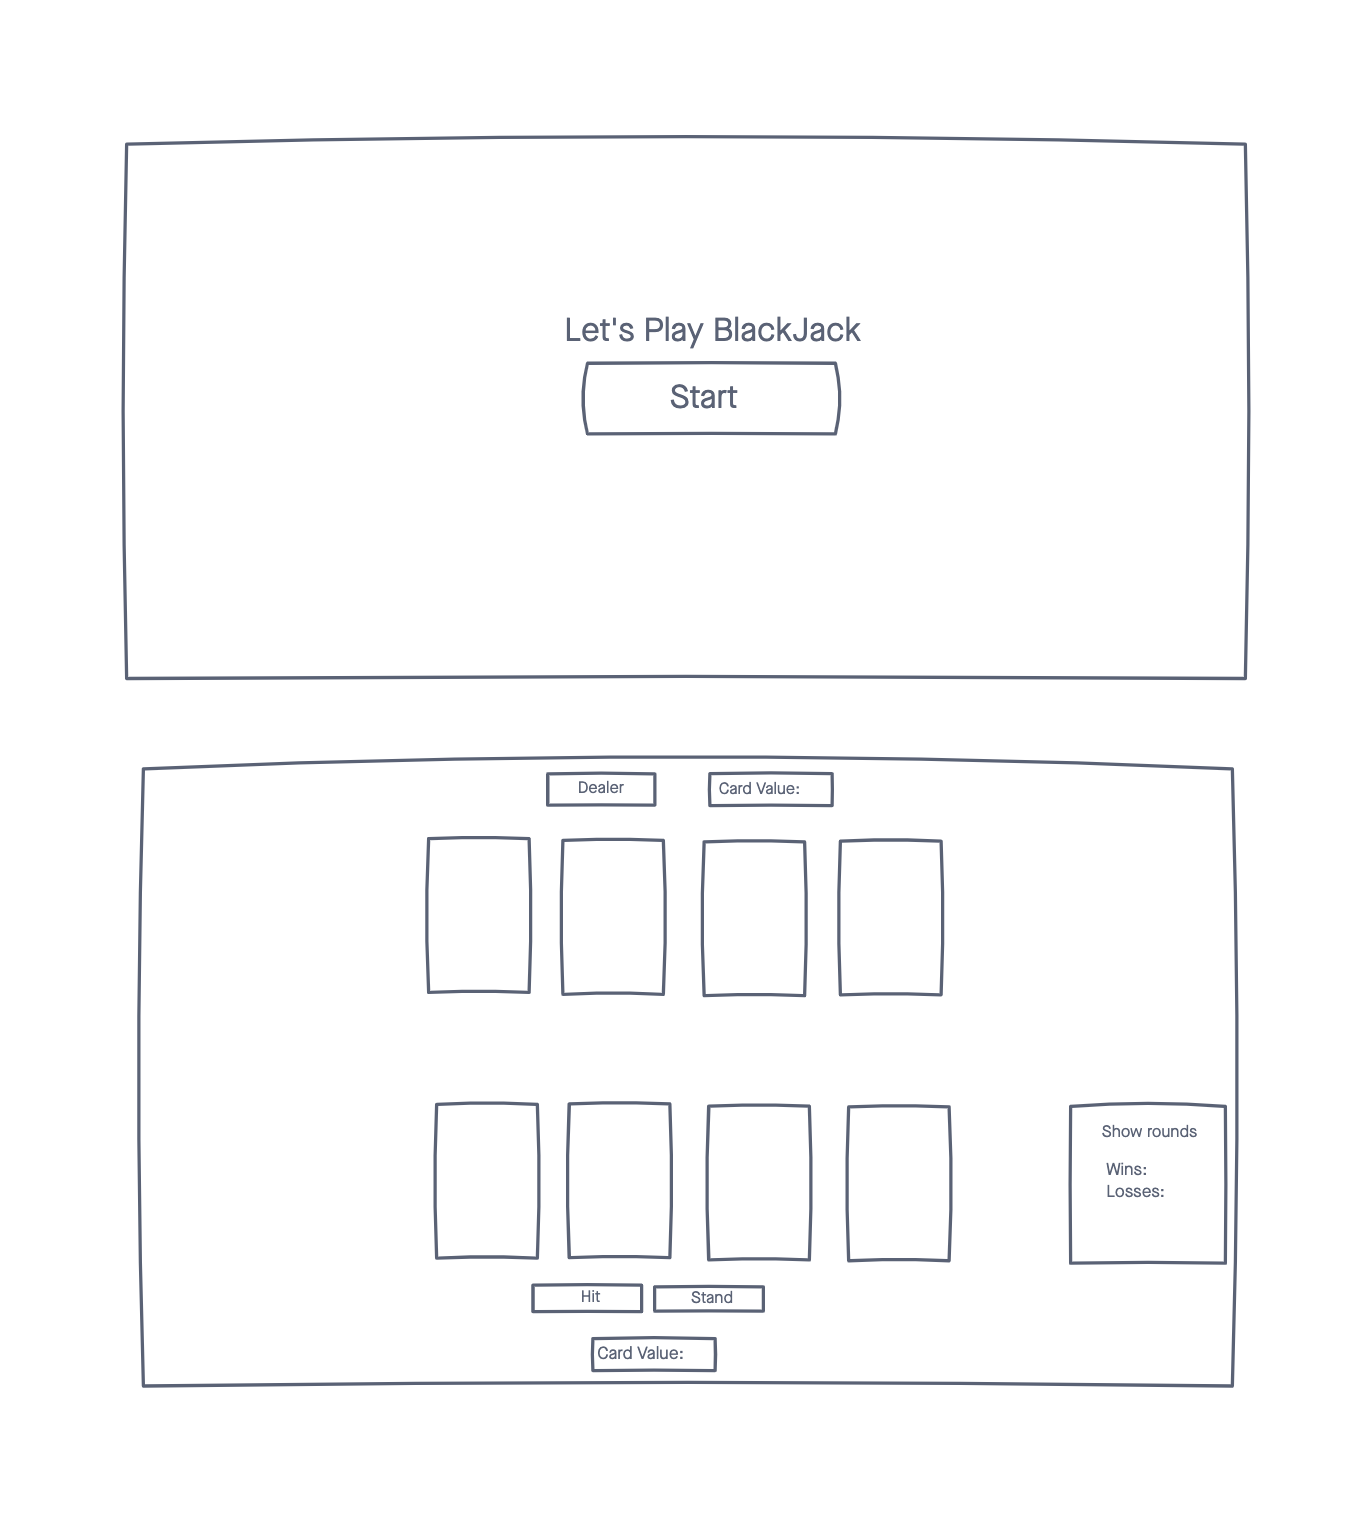 Let's Play BlackJack
Start
Dealer
Card Value:
Show rounds
Wins:
Losses:
Hit
Stand
Card Value: